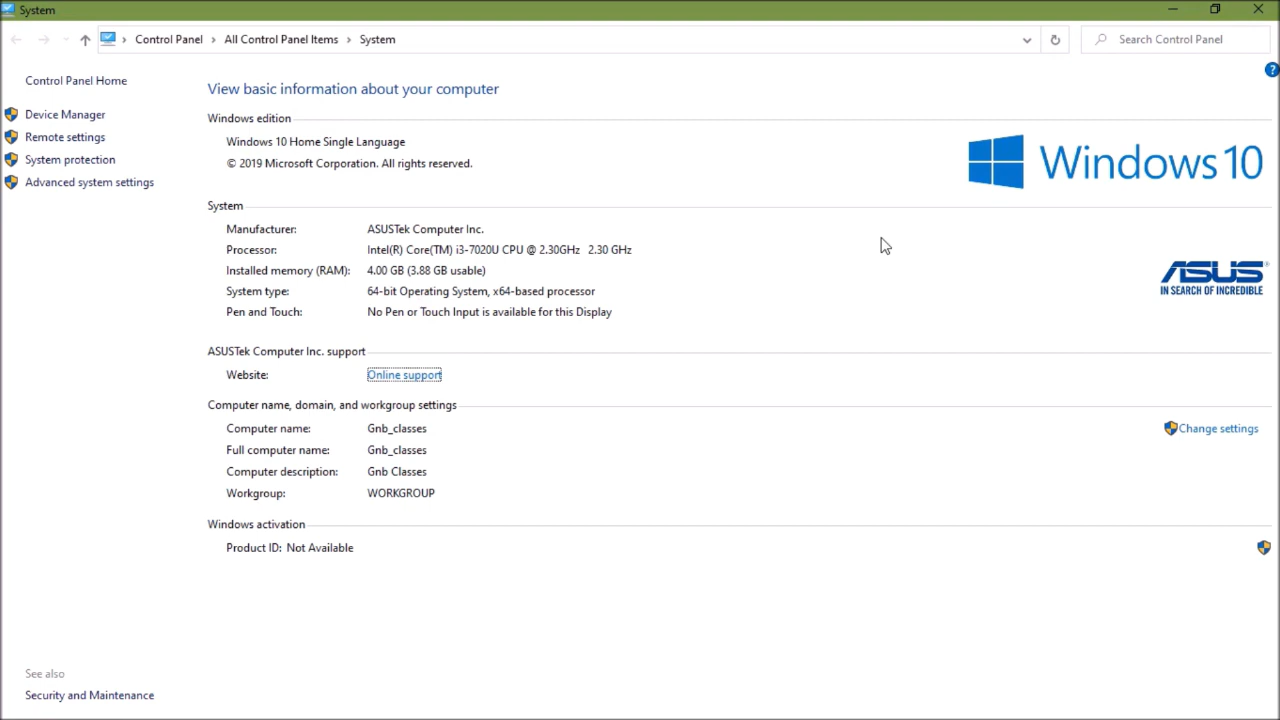 System
Control Panel > All Control Panel Items > System
Search Control Panel
?
Control Panel Home
Device Manager
Remote settings
System protection
Advanced system settings
View basic information about your computer
Windows edition
Windows 10 Home Single Language
© 2019 Microsoft Corporation. All rights reserved.
Windows 10
System
Manufacturer: ASUSTek Computer Inc.
Processor: Intel(R) Core(TM) i3-7020U CPU @ 2.30GHz 2.30 GHz
Installed memory (RAM): 4.00 GB (3.88 GB usable)
System type: 64-bit Operating System, x64-based processor
Pen and Touch: No Pen or Touch Input is available for this Display
ASUS
IN SEARCH OF INCREDIBLE
ASUSTek Computer Inc. support
Website: Online support
Computer name, domain, and workgroup settings
Computer name: Gnb_classes
Change settings
Full computer name: Gnb_classes
Computer description: Gnb Classes
Workgroup: WORKGROUP
Windows activation
Product ID: Not Available
See also
Security and Maintenance